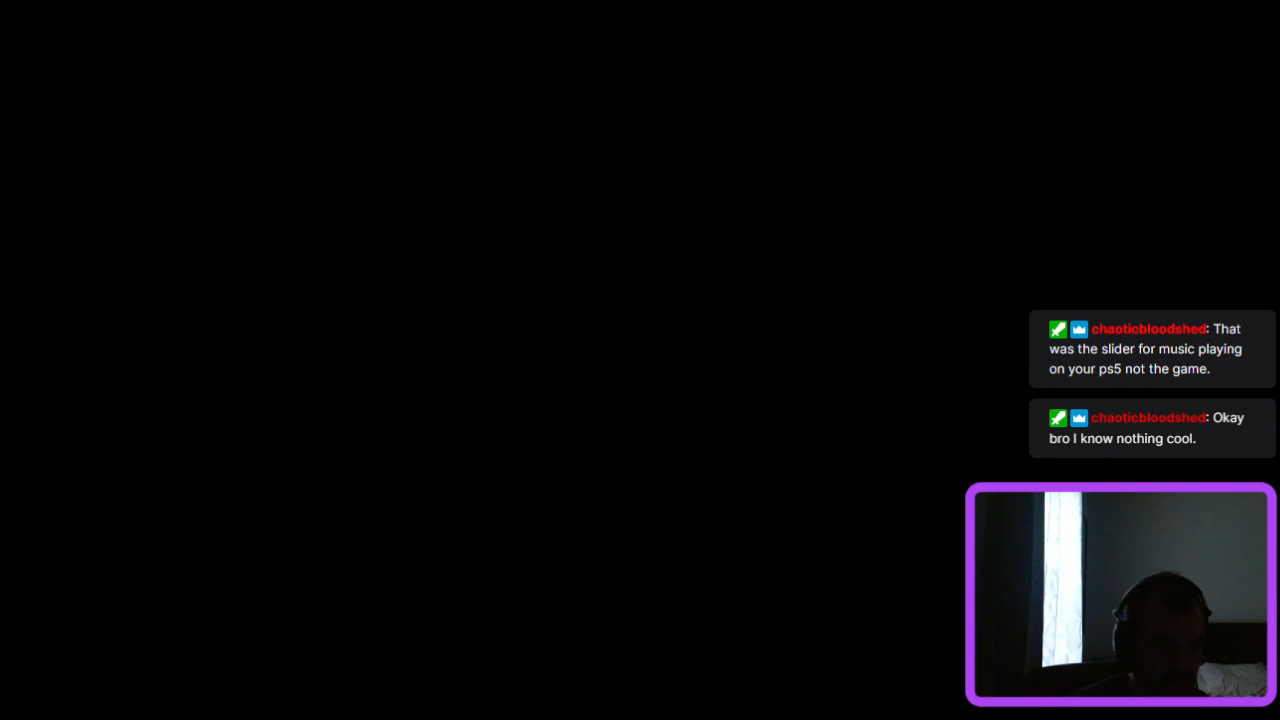 chaoticbloodshed: That
was the slider for music playing
on your ps5 not the game.
chaoticbloodshed: Okay
bro I know nothing cool.